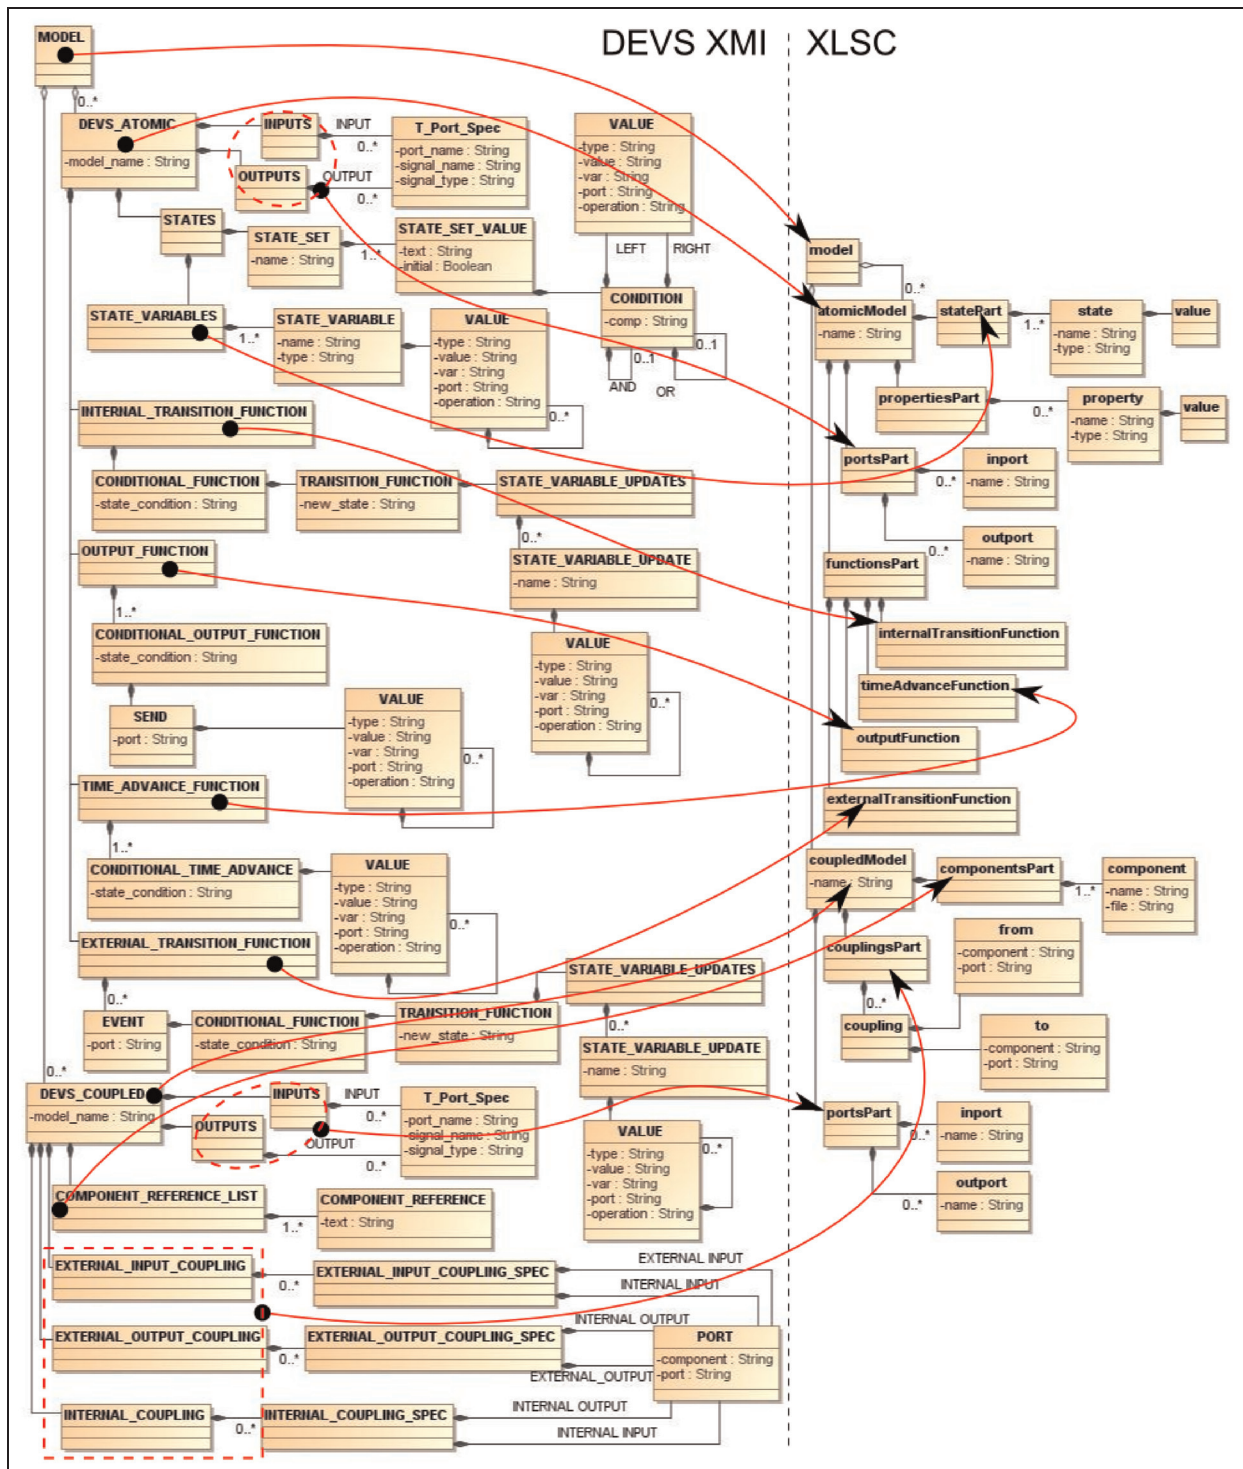 DEVS XMI
XLSC
MODEL
0..*
DEVS_ATOMIC
-model_name : String
INPUTS
INPUT
0..*
OUTPUTS
OUTPUT
0..*
T_Port_Spec
-port_name : String
-signal_name : String
-signal_type : String
VALUE
-type : String
-value : String
-var : String
-port : String
-operation : String
LEFT
RIGHT
STATES
STATE_SET
-name : String
1..*
STATE_SET_VALUE
-text : String
-initial : Boolean
CONDITION
-comp : String
0..1
0..1
AND
OR
STATE_VARIABLES
1..*
STATE_VARIABLE
-name : String
-type : String
VALUE
-type : String
-value : String
-var : String
-port : String
-operation : String
0..*
INTERNAL_TRANSITION_FUNCTION
CONDITIONAL_FUNCTION
-state_condition : String
TRANSITION_FUNCTION
-new_state : String
STATE_VARIABLE_UPDATES
0..*
STATE_VARIABLE_UPDATE
-name : String
VALUE
-type : String
-value : String
-var : String
-port : String
-operation : String
0..*
OUTPUT_FUNCTION
1..*
CONDITIONAL_OUTPUT_FUNCTION
-state_condition : String
SEND
-port : String
VALUE
-type : String
-value : String
-var : String
-port : String
-operation : String
0..*
TIME_ADVANCE_FUNCTION
1..*
CONDITIONAL_TIME_ADVANCE
-state_condition : String
VALUE
-type : String
-value : String
-var : String
-port : String
-operation : String
0..*
EXTERNAL_TRANSITION_FUNCTION
0..*
EVENT
-port : String
CONDITIONAL_FUNCTION
-state_condition : String
TRANSITION_FUNCTION
-new_state : String
STATE_VARIABLE_UPDATES
0..*
STATE_VARIABLE_UPDATE
-name : String
VALUE
-type : String
-value : String
-var : String
-port : String
-operation : String
0..*
0..*
DEVS_COUPLED
-model_name : String
INPUTS
INPUT
0..*
OUTPUTS
OUTPUT
0..*
T_Port_Spec
-port_name : String
-signal_name : String
-signal_type : String
COMPONENT_REFERENCE_LIST
1..*
COMPONENT_REFERENCE
-text : String
EXTERNAL_INPUT_COUPLING
0..*
EXTERNAL_INPUT_COUPLING_SPEC
EXTERNAL INPUT
INTERNAL INPUT
EXTERNAL_OUTPUT_COUPLING
0..*
EXTERNAL_OUTPUT_COUPLING_SPEC
INTERNAL OUTPUT
EXTERNAL_OUTPUT
PORT
-component : String
-port : String
INTERNAL_COUPLING
0..*
INTERNAL_COUPLING_SPEC
INTERNAL OUTPUT
INTERNAL INPUT
model
0..*
atomicModel
-name : String
statePart
1..*
state
-name : String
-type : String
value
propertiesPart
0..*
property
-name : String
-type : String
value
portsPart
0..*
inport
-name : String
0..*
outport
-name : String
functionsPart
internalTransitionFunction
timeAdvanceFunction
outputFunction
externalTransitionFunction
coupledModel
-name : String
componentsPart
1..*
component
-name : String
-file : String
couplingsPart
0..*
coupling
from
-component : String
-port : String
to
-component : String
-port : String
portsPart
0..*
inport
-name : String
0..*
outport
-name : String